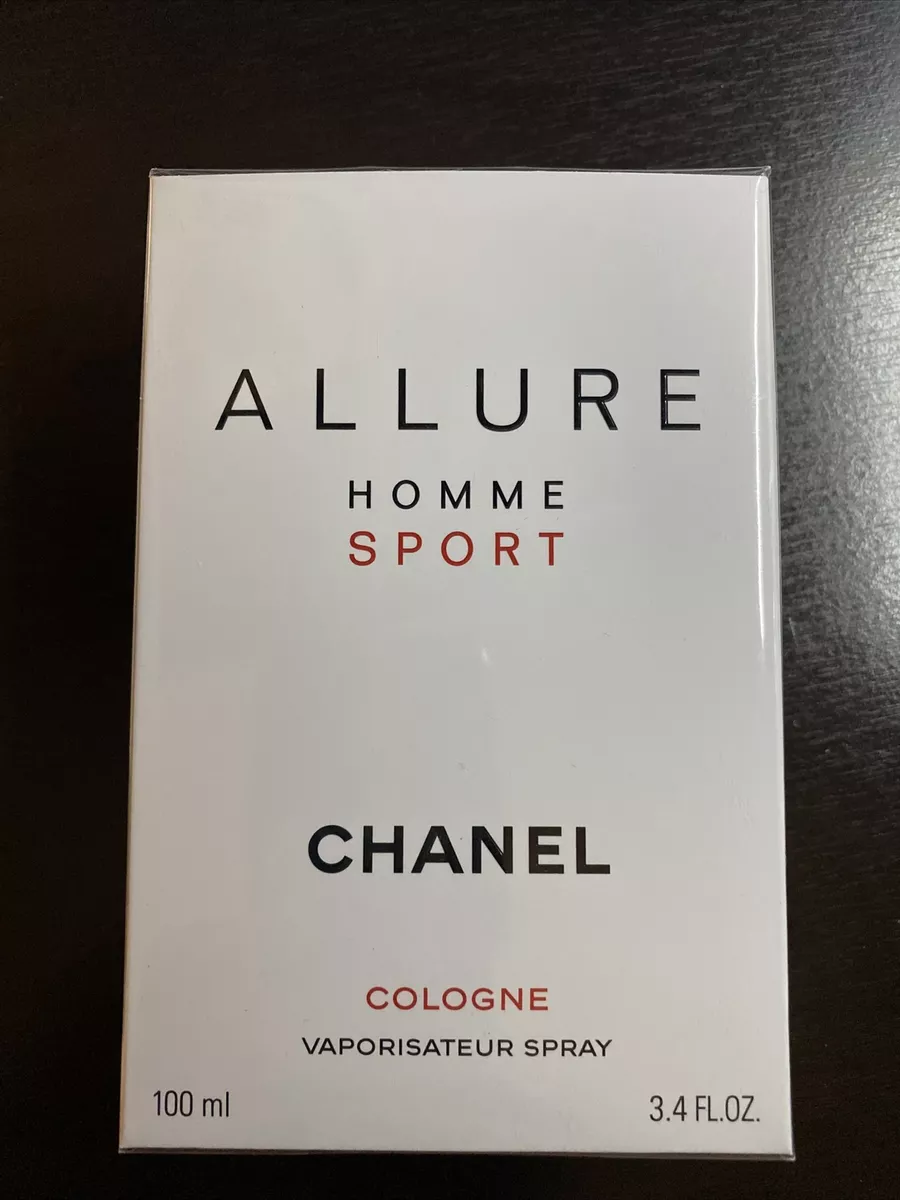 ALLURE
HOMME
SPORT
CHANEL
COLOGNE
VAPORISATEUR SPRAY
100 ml 3.4 FL.OZ.